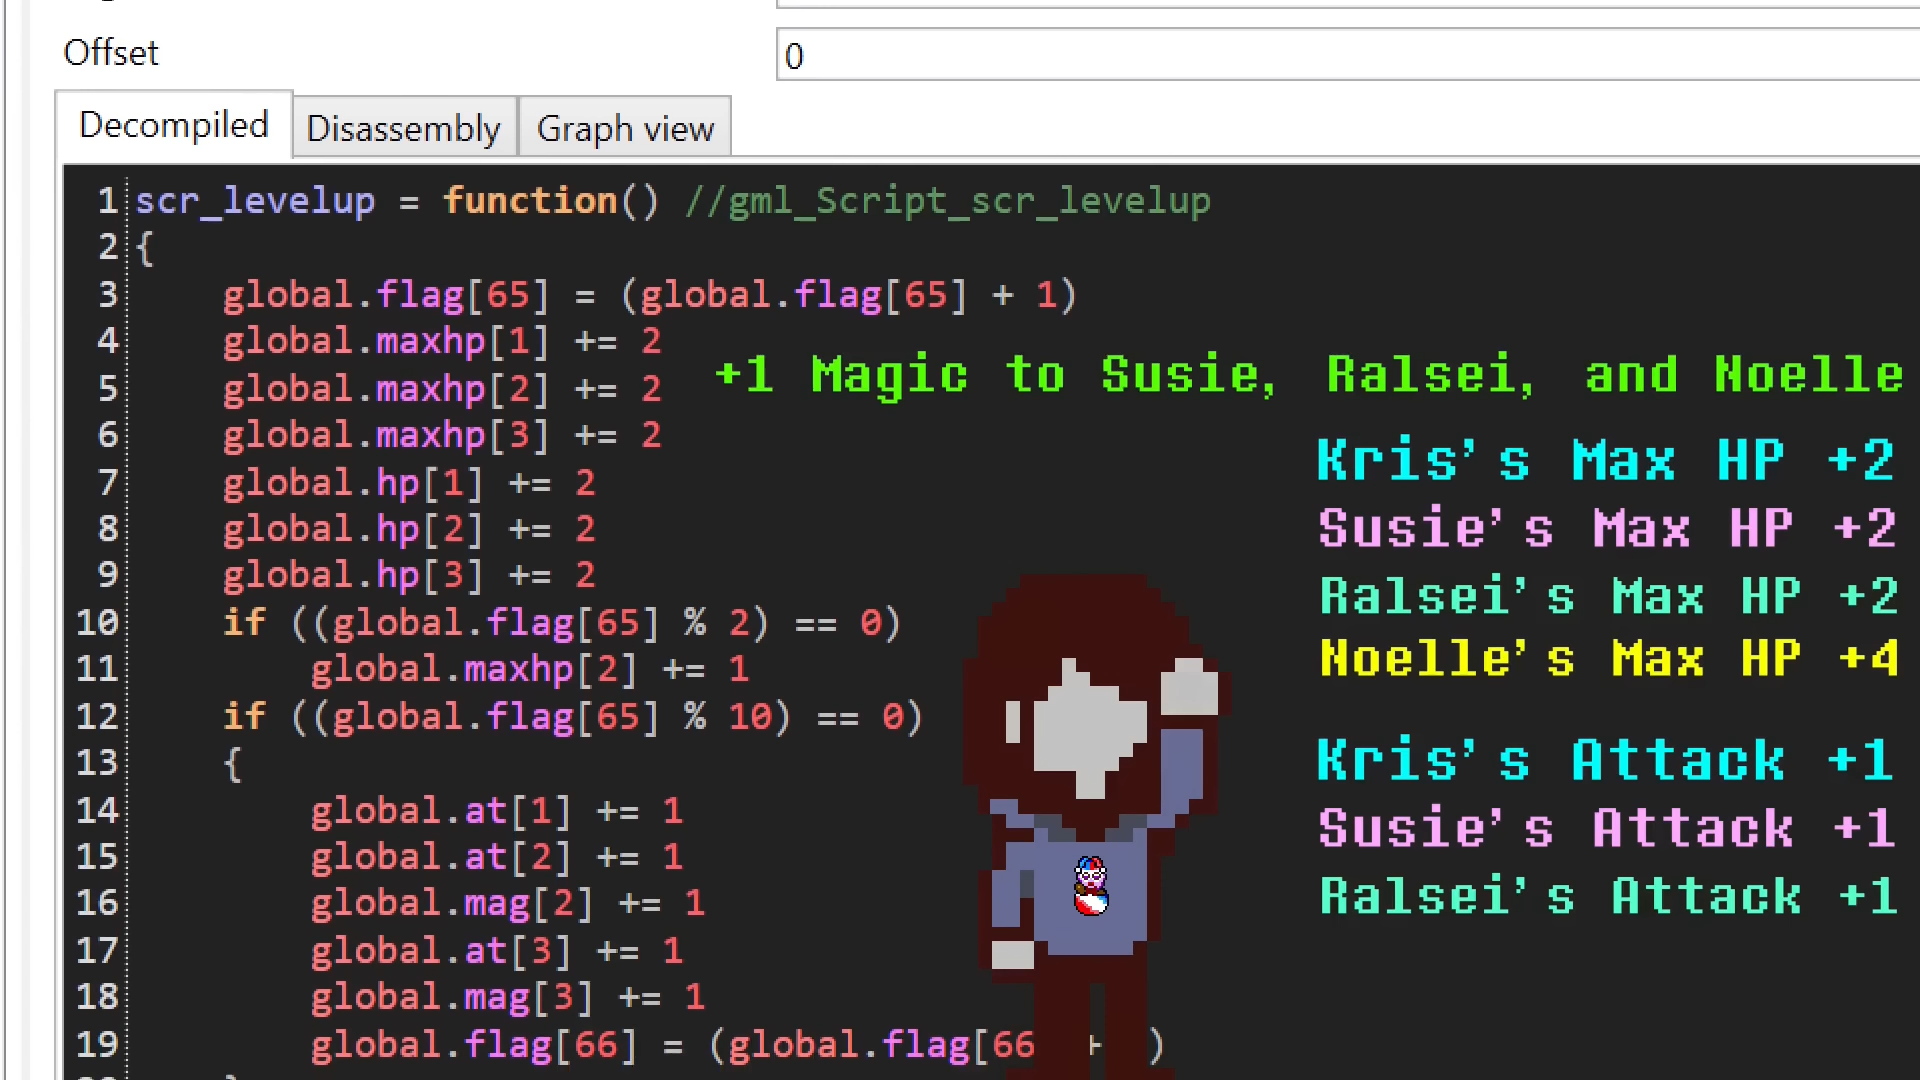 Offset
0
Decompiled Disassembly Graph view
1 scr_levelup = function() //gml_Script_scr_levelup
2 {
3 global.flag[65] = (global.flag[65] + 1)
4 global.maxhp[1] += 2
+1 Magic to Susie, Ralsei, and Noelle
5 global.maxhp[2] += 2
6 global.maxhp[3] += 2
Kris's Max HP +2
7 global.hp[1] += 2
8 global.hp[2] += 2
Susie's Max HP +2
9 global.hp[3] += 2
Ralsei's Max HP +2
10 if ((global.flag[65] % 2) == 0)
Noelle's Max HP +4
11 global.maxhp[2] += 1
12 if ((global.flag[65] % 10) == 0)
13 {
Kris's Attack +1
14 global.at[1] += 1
Susie's Attack +1
15 global.at[2] += 1
16 global.mag[2] += 1
Ralsei's Attack +1
17 global.at[3] += 1
18 global.mag[3] += 1
19 global.flag[66] = (global.flag[66 + )